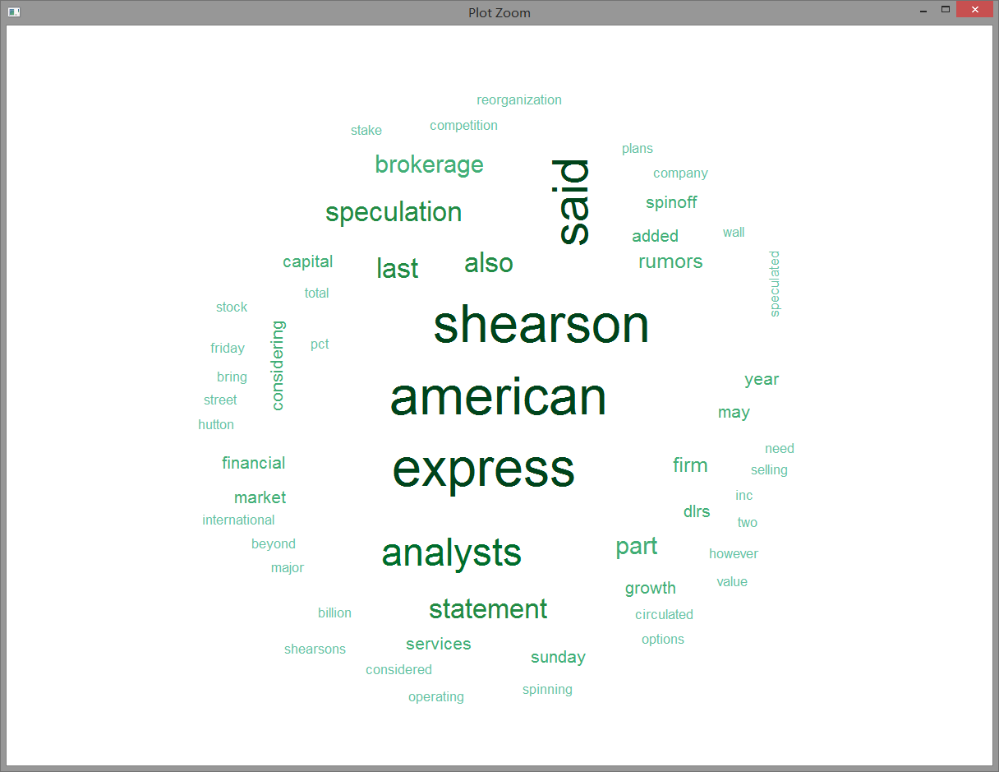 Plot Zoom
reorganization
stake
competition
brokerage
said
plans
company
speculation
spinoff
added
wall
capital
last
also
rumors
speculated
total
stock
shearson
considering
friday
pct
bring
american
year
street
may
hutton
need
financial
express
firm
selling
market
inc
international
dlrs
two
beyond
analysts
part
however
major
value
growth
billion
statement
circulated
services
options
shearsons
sunday
considered
operating
spinning